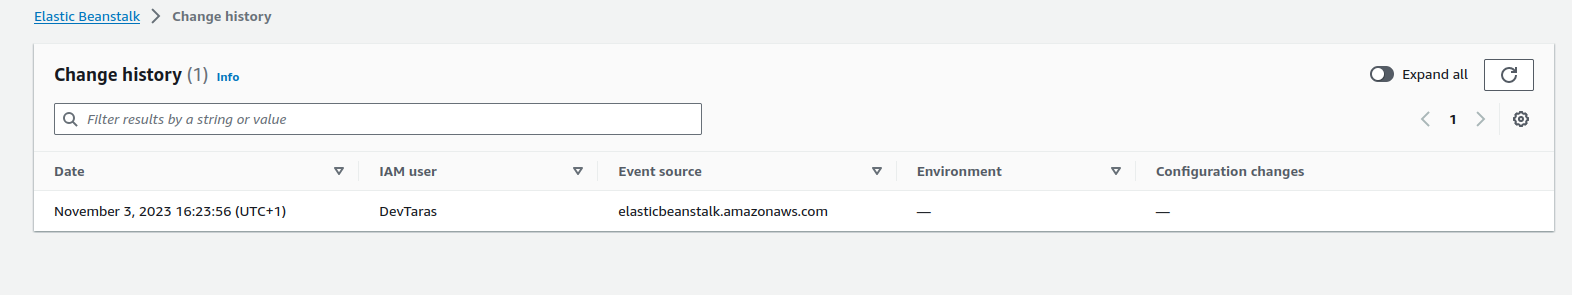 Elastic Beanstalk > Change history
Change history (1) Info
Expand all
Filter results by a string or value
1
Date IAM user Event source Environment Configuration changes
November 3, 2023 16:23:56 (UTC+1) DevTaras elasticbeanstalk.amazonaws.com — —